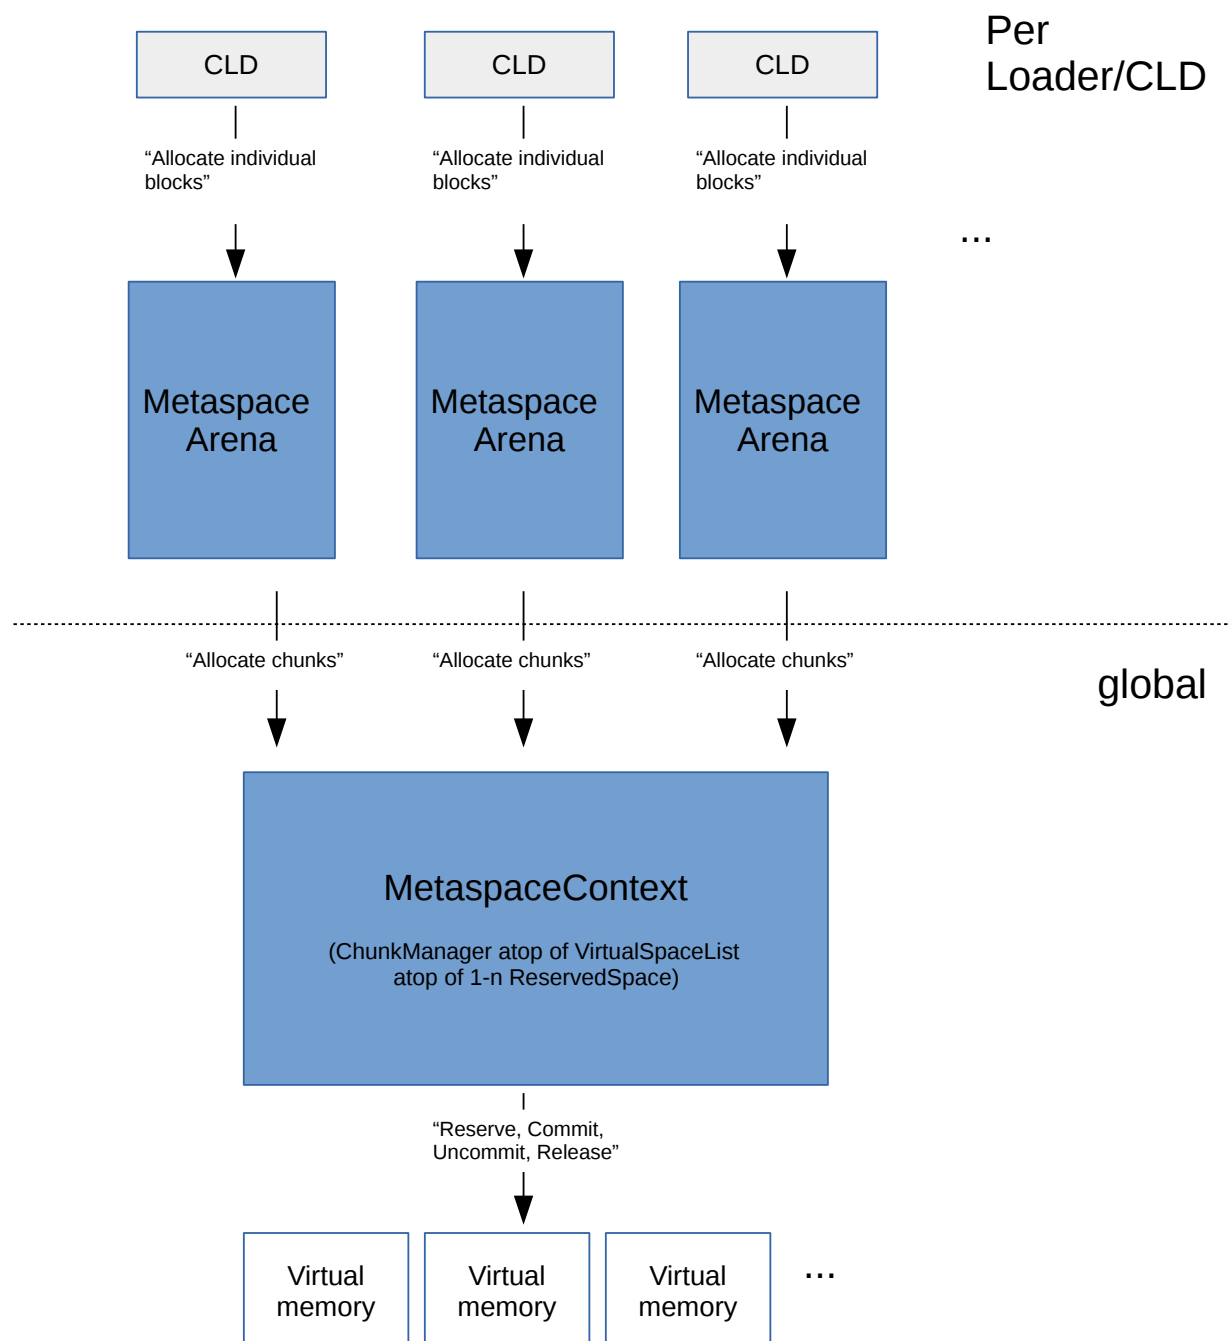 Per
Loader/CLD
CLD
CLD
CLD
“Allocate individual
blocks”
“Allocate individual
blocks”
“Allocate individual
blocks”
...
Metaspace
Arena
Metaspace
Arena
Metaspace
Arena
“Allocate chunks”
“Allocate chunks”
“Allocate chunks”
global
MetaspaceContext
(ChunkManager atop of VirtualSpaceList
atop of 1-n ReservedSpace)
“Reserve, Commit,
Uncommit, Release”
Virtual
memory
Virtual
memory
Virtual
memory
...